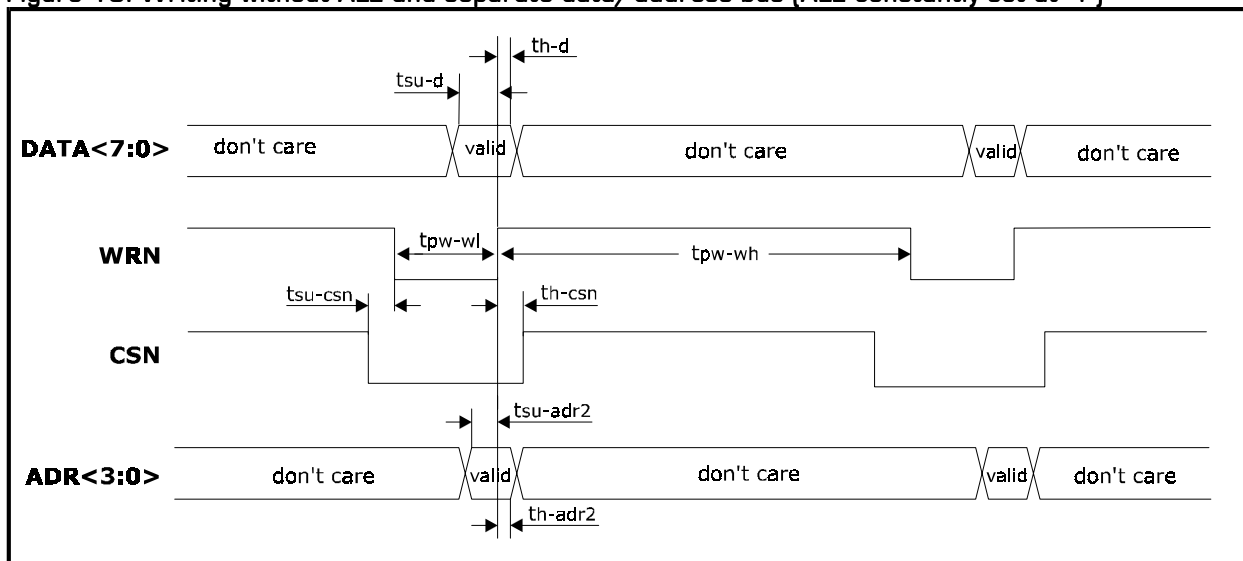 th-d
tsu-d
DATA<7:0> don't care valid don't care valid don't care
tpw-wl
WRN tpw-wh
tsu-csn th-csn
CSN
tsu-adr2
ADR<3:0> don't care valid don't care valid don't care
th-adr2